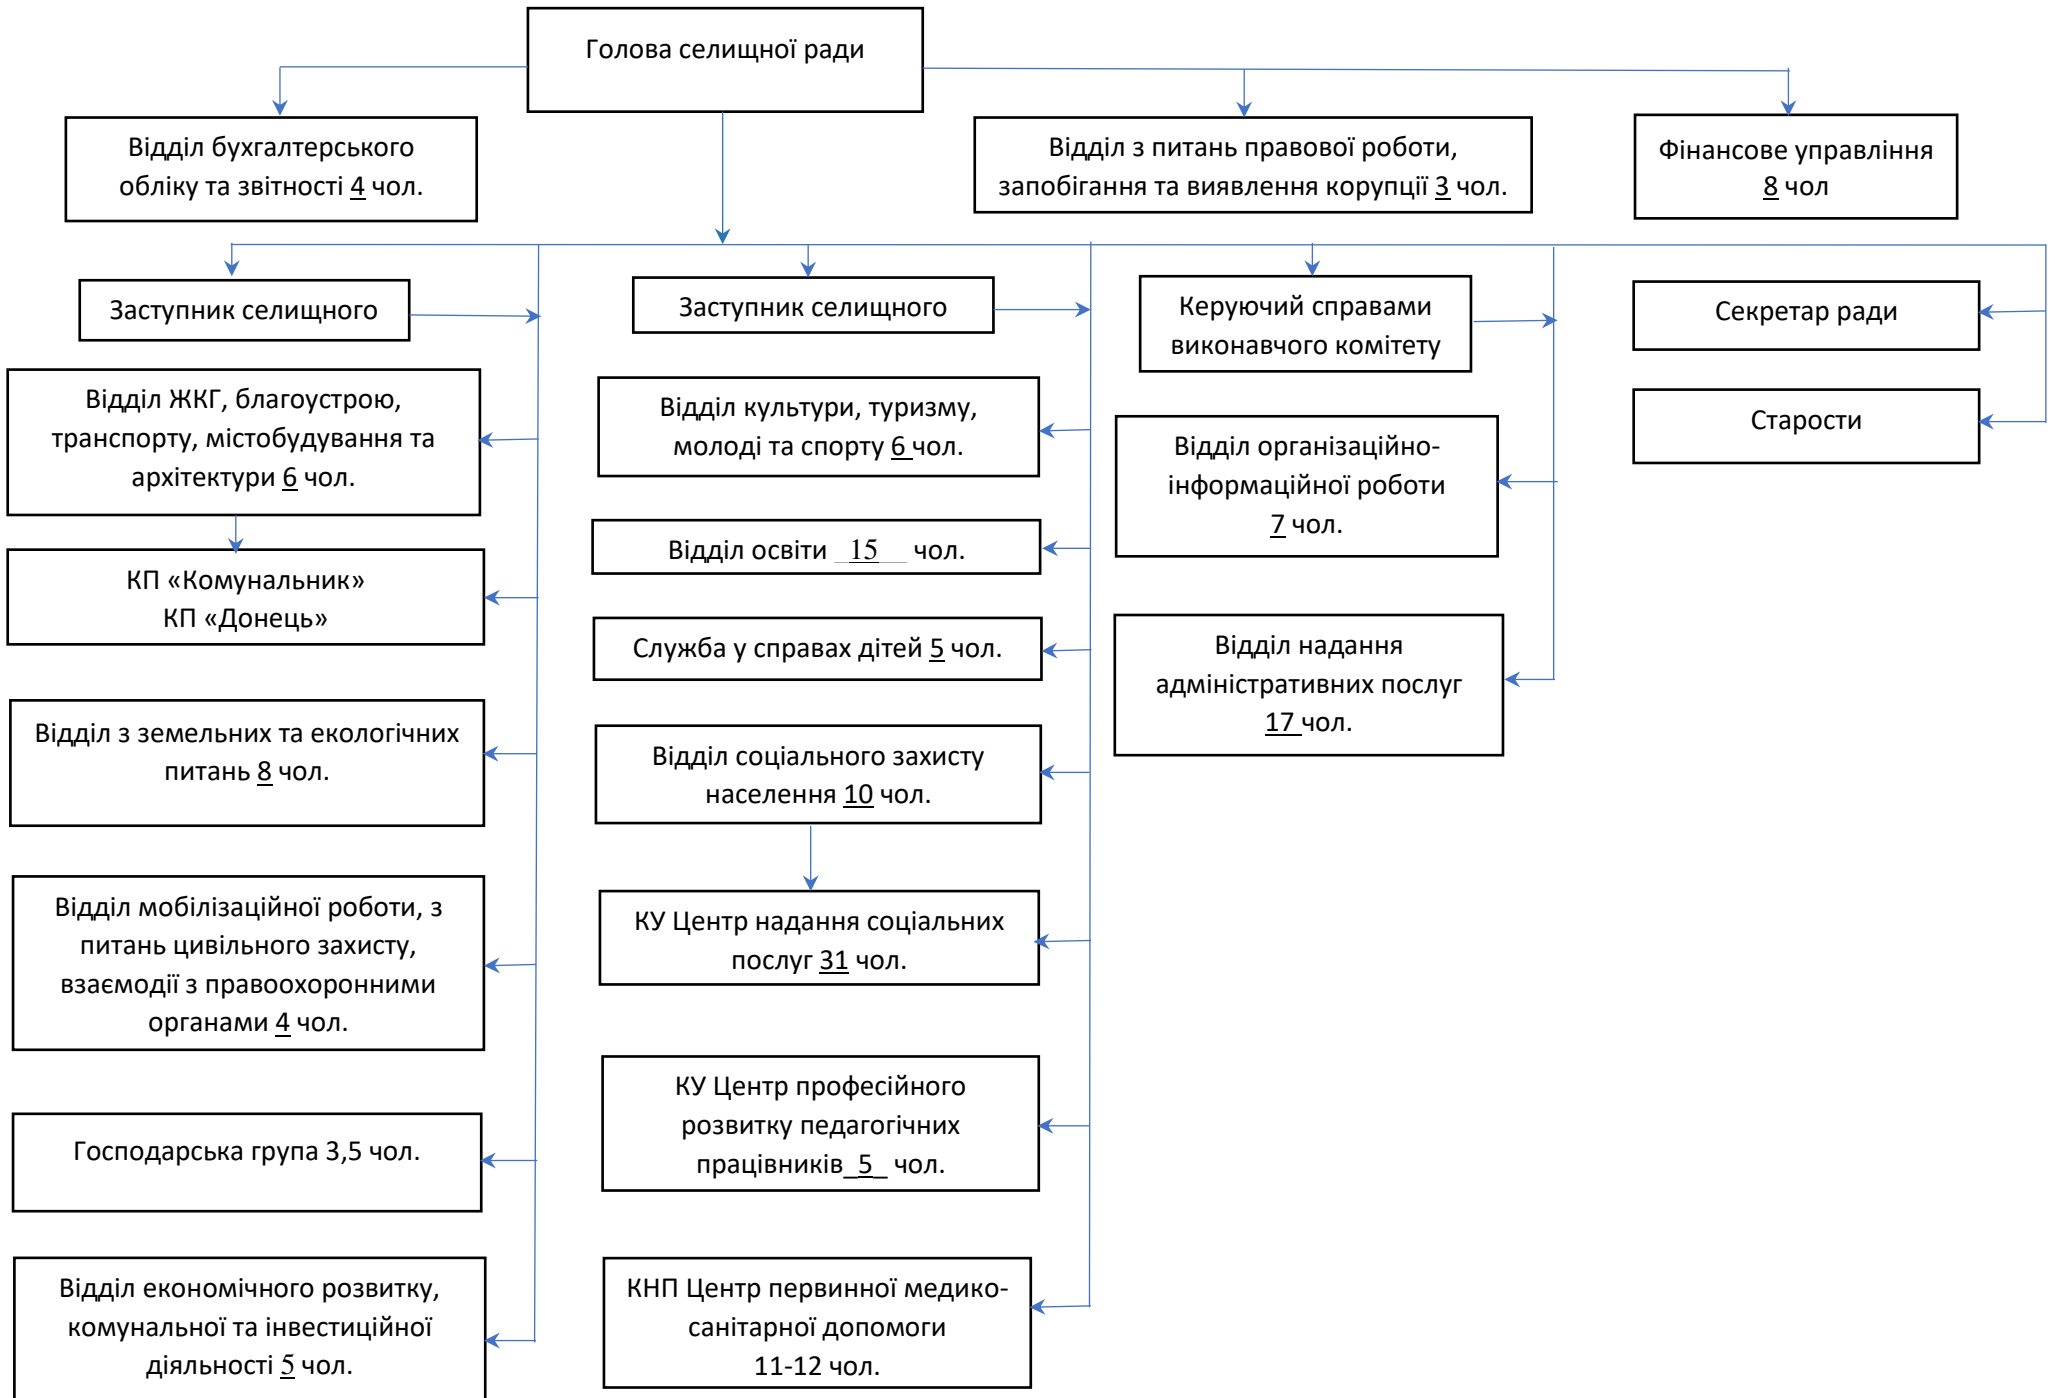 Голова селищної ради
Відділ бухгалтерського
обліку та звітності 4 чол.
Відділ з питань правової роботи,
запобігання та виявлення корупції 3 чол.
Фінансове управління
8 чол
Заступник селищного
Заступник селищного
Керуючий справами
виконавчого комітету
Секретар ради
Старости
Відділ ЖКГ, благоустрою,
транспорту, містобудування та
архітектури 6 чол.
КП «Комунальник»
КП «Донець»
Відділ з земельних та екологічних
питань 8 чол.
Відділ мобілізаційної роботи, з
питань цивільного захисту,
взаємодії з правоохоронними
органами 4 чол.
Господарська група 3,5 чол.
Відділ економічного розвитку,
комунальної та інвестиційної
діяльності 5 чол.
Відділ культури, туризму,
молоді та спорту 6 чол.
Відділ освіти _15__ чол.
Служба у справах дітей 5 чол.
Відділ соціального захисту
населення 10 чол.
КУ Центр надання соціальних
послуг 31 чол.
КУ Центр професійного
розвитку педагогічних
працівників_5_ чол.
КНП Центр первинної медико-
санітарної допомоги
11-12 чол.
Відділ організаційно-
інформаційної роботи
7 чол.
Відділ надання
адміністративних послуг
17 чол.